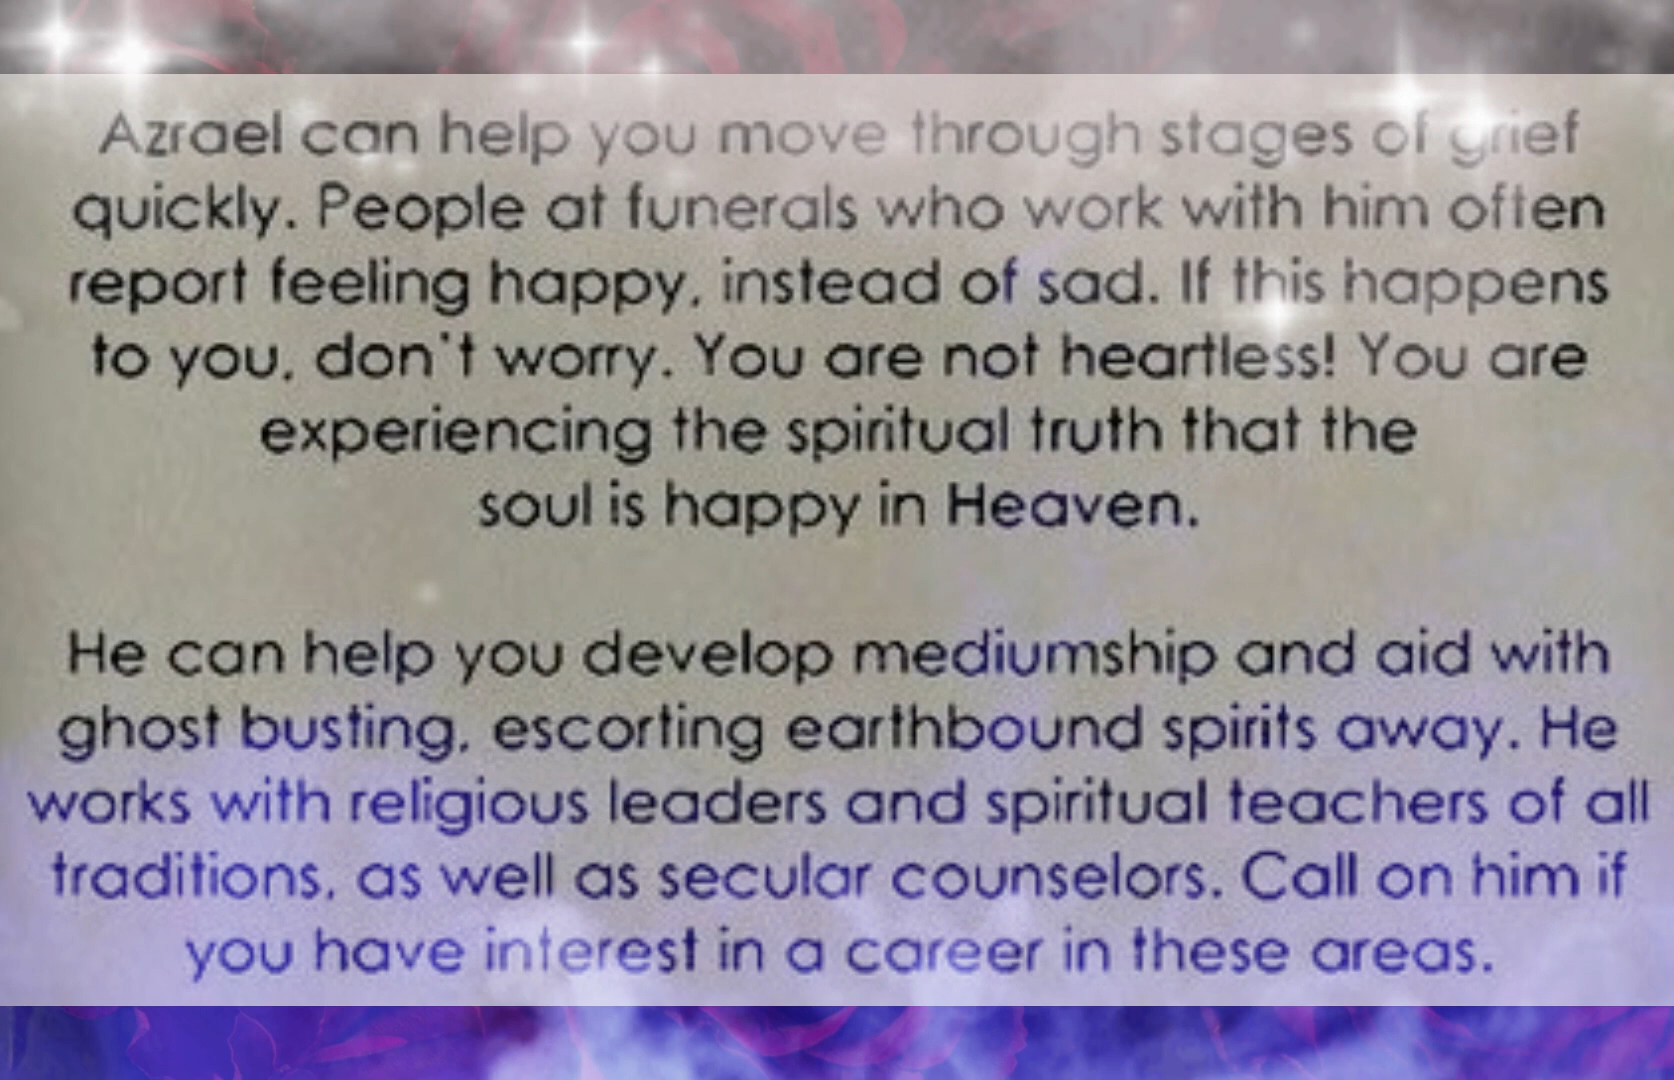 Azrael can help you move through stages of grief
quickly. People at funerals who work with him often
report feeling happy, instead of sad. If this happens
to you, don't worry. You are not heartless! You are
experiencing the spiritual truth that the
soul is happy in Heaven.
He can help you develop mediumship and aid with
ghost busting, escorting earthbound spirits away. He
works with religious leaders and spiritual teachers of all
traditions, as well as secular counselors. Call on him if
you have interest in a career in these areas.